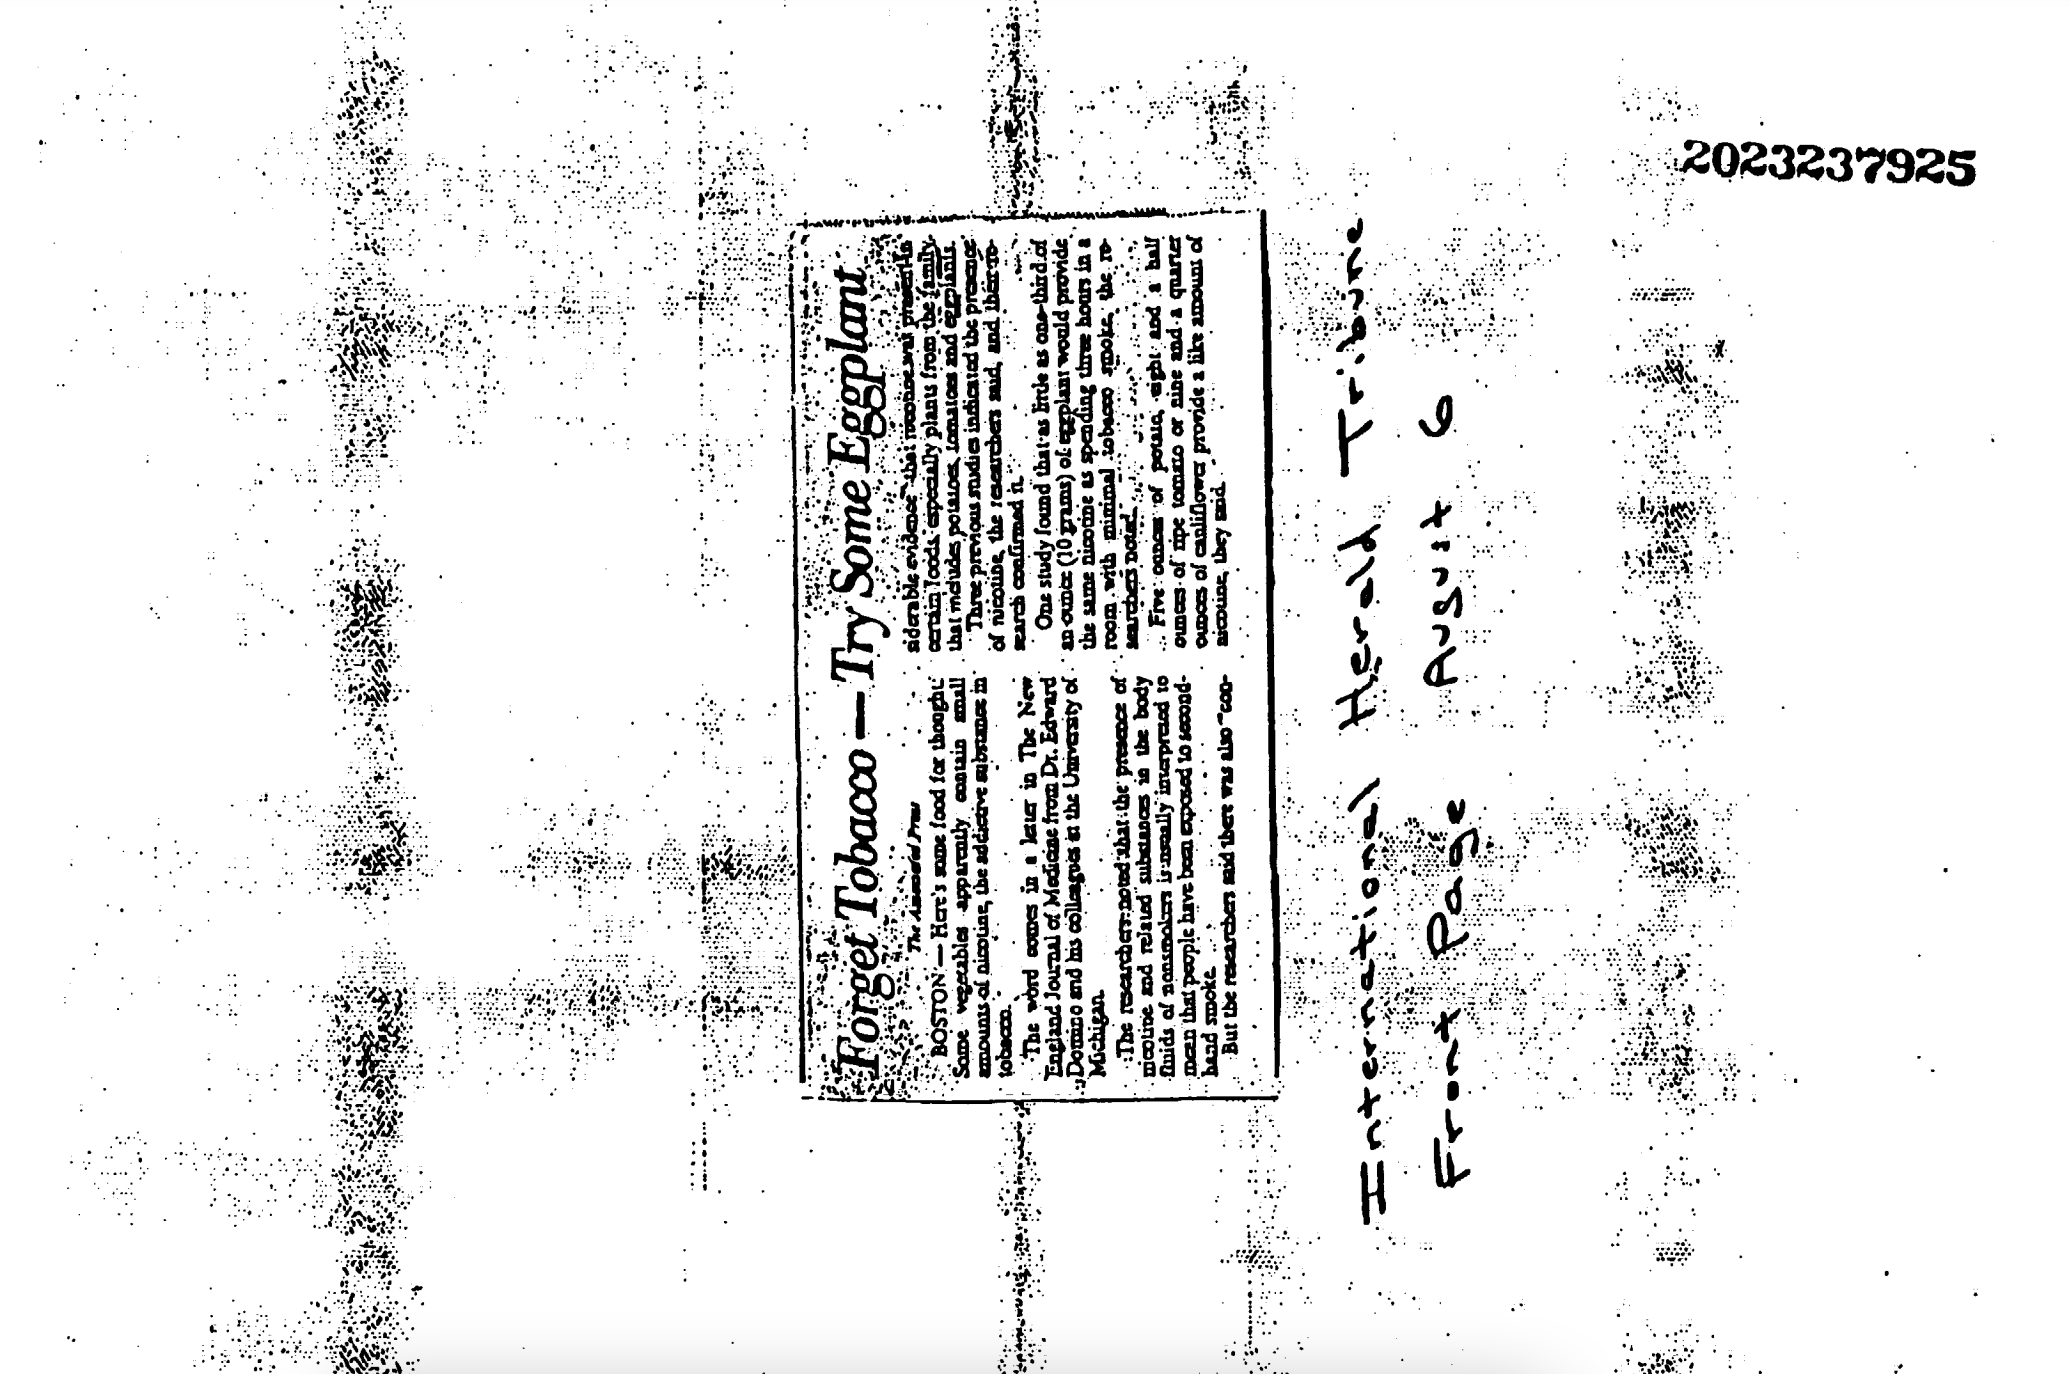 2023237925
Forget Tobacco — Try Some Eggplant
The Associated Press
BOSTON — Here's some food for thought:
Some vegetables apparently contain small
amounts of nicotine, the addictive substance in
tobacco.
The word comes in a letter in The New
England Journal of Medicine from Dr. Edward
Domino and his colleagues at the University of
Michigan.
The researchers noted that the presence of
nicotine and related substances in the body
fluids of nonsmokers is usually interpreted to
mean that people have been exposed to second-
hand smoke.
But the researchers said there was also "con-
siderable evidence" that nicotine was present in
certain foods, especially plants from the family
that includes potatoes, tomatoes and eggplants.
Three previous studies indicated the presence
of nicotine, the researchers said, and their re-
search confirmed it.
One study found that as little as one-third of
an ounce (10 grams) of eggplant would provide
the same nicotine as spending three hours in a
room with minimal tobacco smoke, the re-
searchers noted.
Five ounces of potato, eight and a half
ounces of ripe tomato or nine and a quarter
ounces of cauliflower provide a like amount of
nicotine, they said.
International Herald Tribune
Front Page August 6